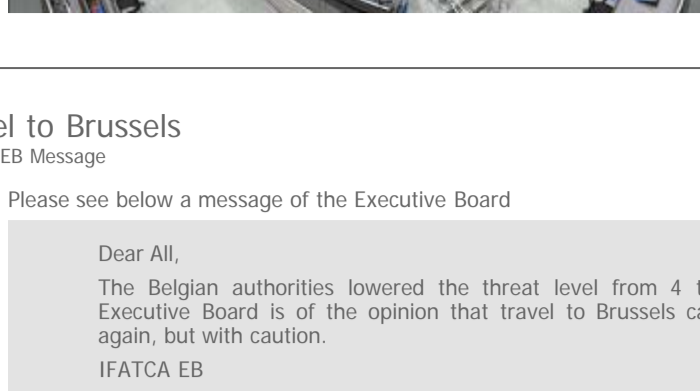 to Brussels
EB Message
Please see below a message of the Executive Board
Dear All,
The Belgian authorities lowered the threat level from 4
Executive Board is of the opinion that travel to Brussels
again, but with caution.
IFATCA EB